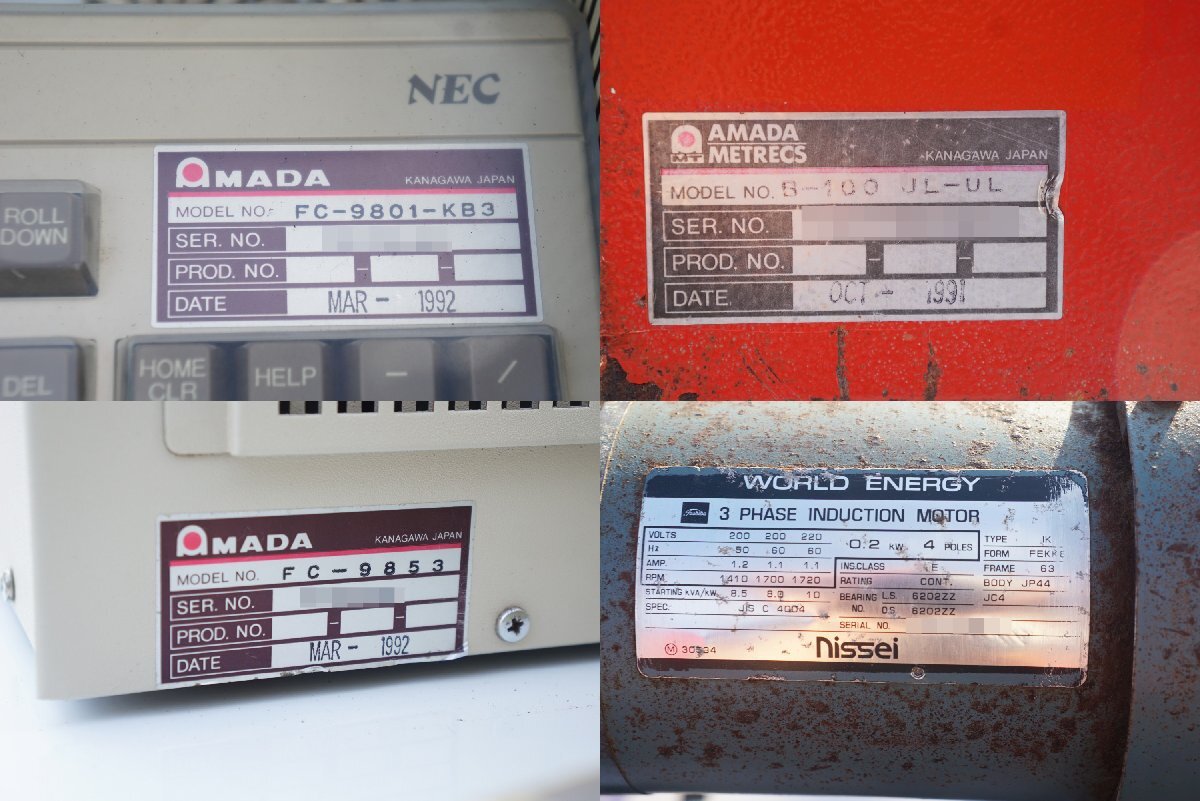 NEC
AMADA
KANAGAWA JAPAN
MODEL NO. FC-9801-KB3
SER. NO.
PROD. NO. - -
DATE MAR - 1992
ROLL
DOWN
DEL
HOME
CLR
HELP
-
/
AMADA
METRECS
MT
KANAGAWA JAPAN
MODEL NO. B-100 JL-UL
SER. NO.
PROD. NO. - -
DATE. OCT - 1991
AMADA
KANAGAWA JAPAN
MODEL NO. FC-9853
SER. NO.
PROD. NO. - -
DATE MAR - 1992
WORLD ENERGY
Toshiba 3 PHASE INDUCTION MOTOR
VOLTS 200 200 220
Hz 50 60 60
AMP. 1.2 1.1 1.1
RPM 1410 1700 1720
STARTING KVA/KW 8.5 8.0 10
SPEC. JIS C 4004
0.2 KW 4 POLES
INS.CLASS E
RATING CONT.
BEARING L.S. 6202ZZ
NO. O.S. 6202ZZ
SERIAL NO.
TYPE IK
FORM
FRAME 63
BODY JP44
JC4
M 30534
Nissei